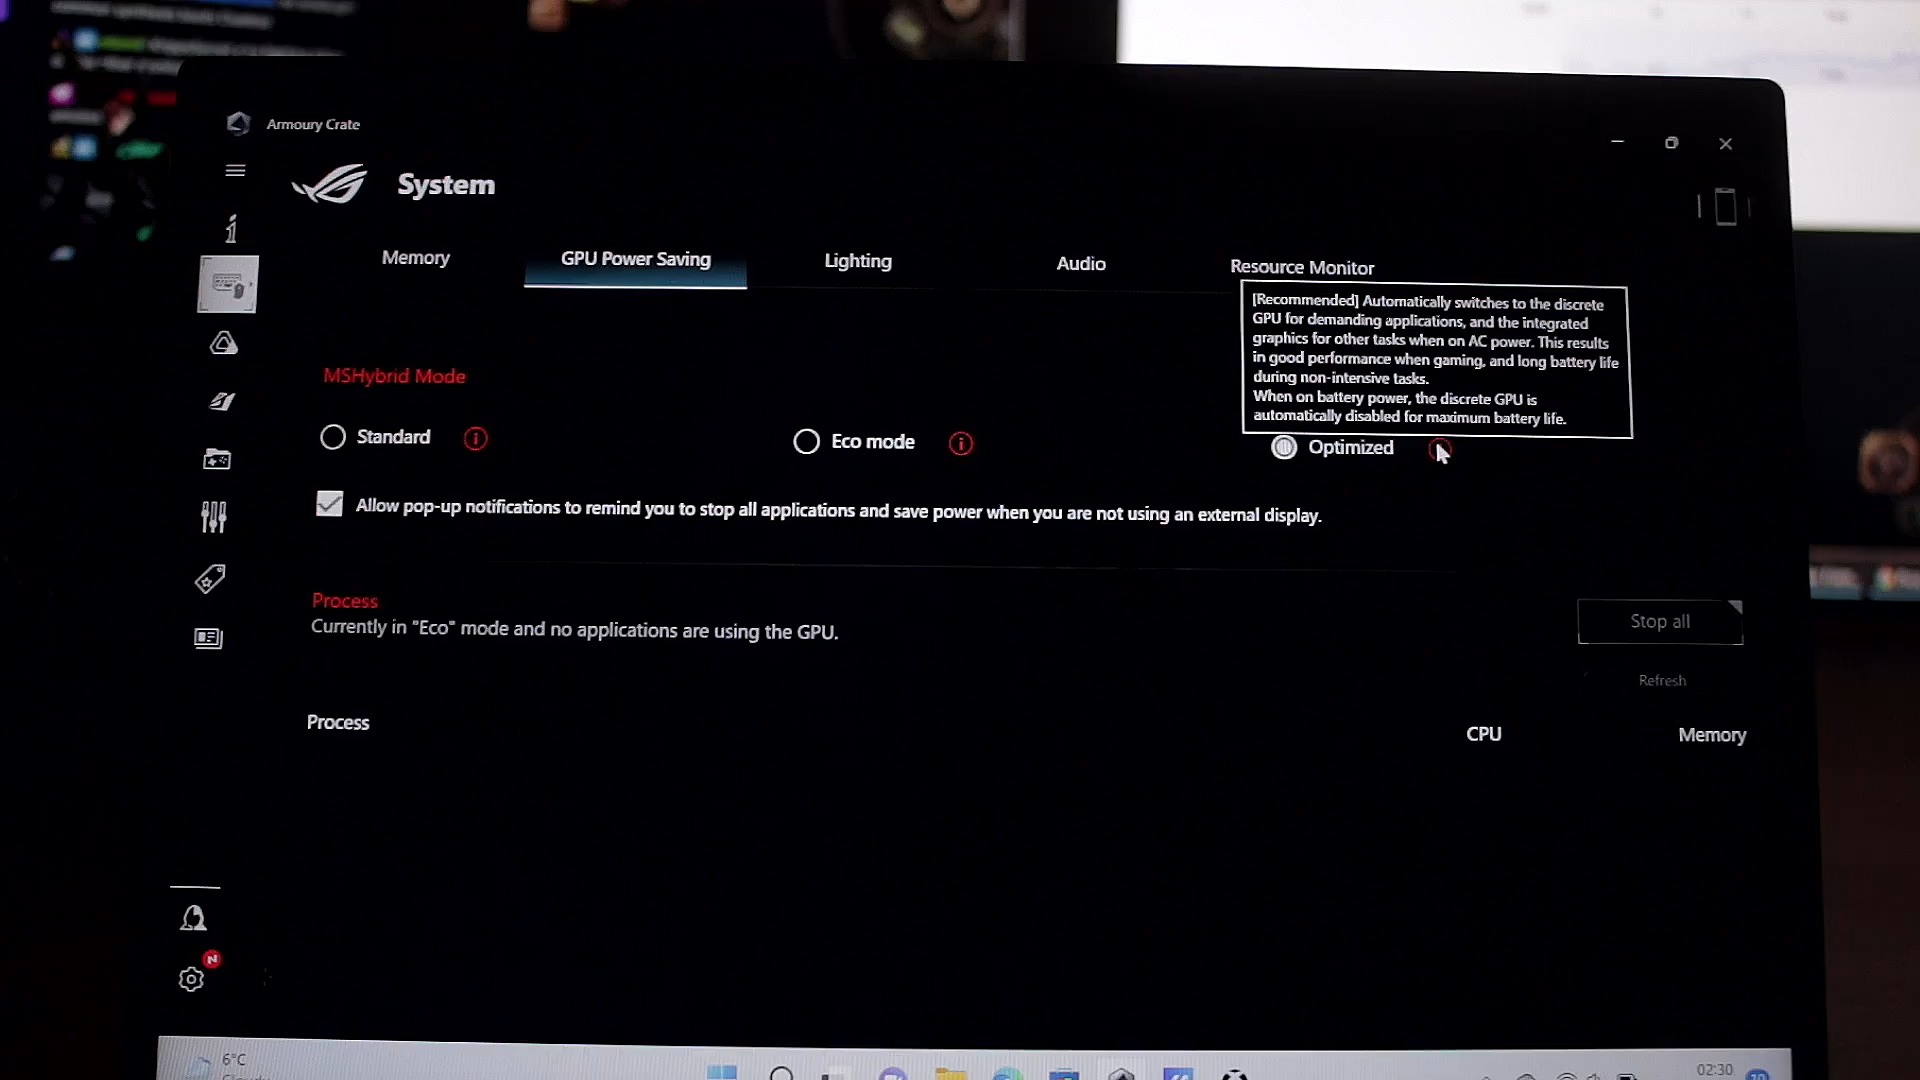 Armoury Crate
System
Memory
GPU Power Saving
Lighting
Audio
Resource Monitor
[Recommended] Automatically switches to the discrete
GPU for demanding applications, and the integrated
graphics for other tasks when on AC power. This results
in good performance when gaming, and long battery life
during non-intensive tasks.
When on battery power, the discrete GPU is
automatically disabled for maximum battery life.
MSHybrid Mode
Standard
Eco mode
Optimized
Allow pop-up notifications to remind you to stop all applications and save power when you are not using an external display.
Process
Currently in "Eco" mode and no applications are using the GPU.
Stop all
Refresh
Process
CPU
Memory
N
6°C
02:30